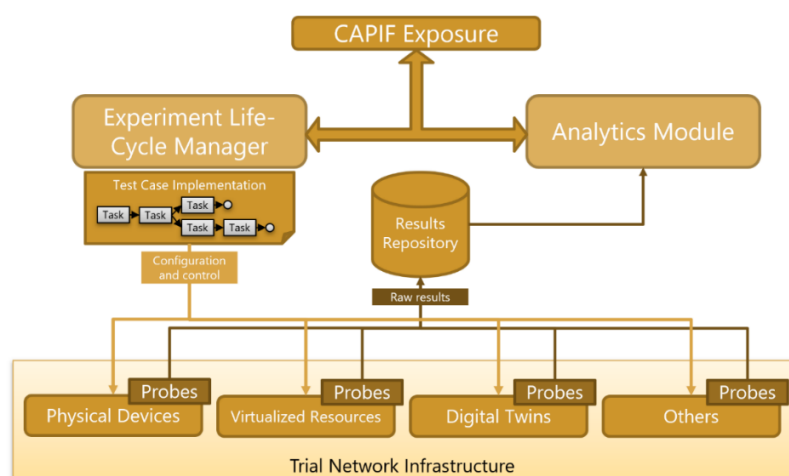 CAPIF Exposure
Experiment Life-
Cycle Manager
Analytics Module
Test Case Implementation
Task
Task
Task
Task
Task
Results
Repository
Configuration
and control
Raw results
Probes
Probes
Probes
Probes
Physical Devices
Virtualized Resources
Digital Twins
Others
Trial Network Infrastructure